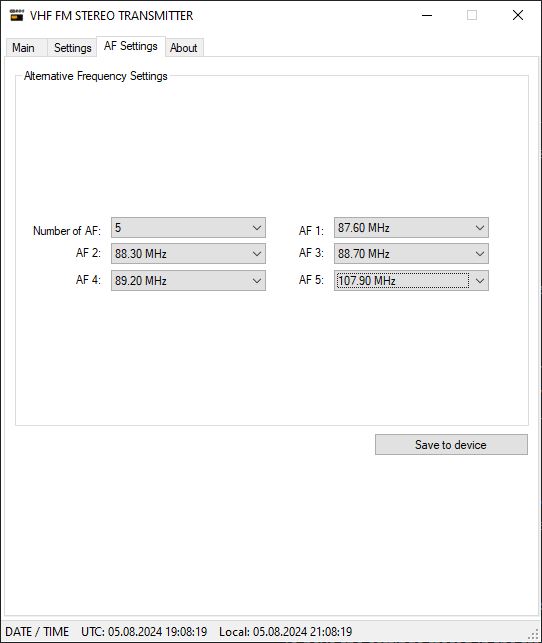 VHF FM STEREO TRANSMITTER
Main Settings AF Settings About
Alternative Frequency Settings
Number of AF: 5 AF 1: 87.60 MHz
AF 2: 88.30 MHz AF 3: 88.70 MHz
AF 4: 89.20 MHz AF 5: 107.90 MHz
Save to device
DATE / TIME UTC: 05.08.2024 19:08:19 Local: 05.08.2024 21:08:19